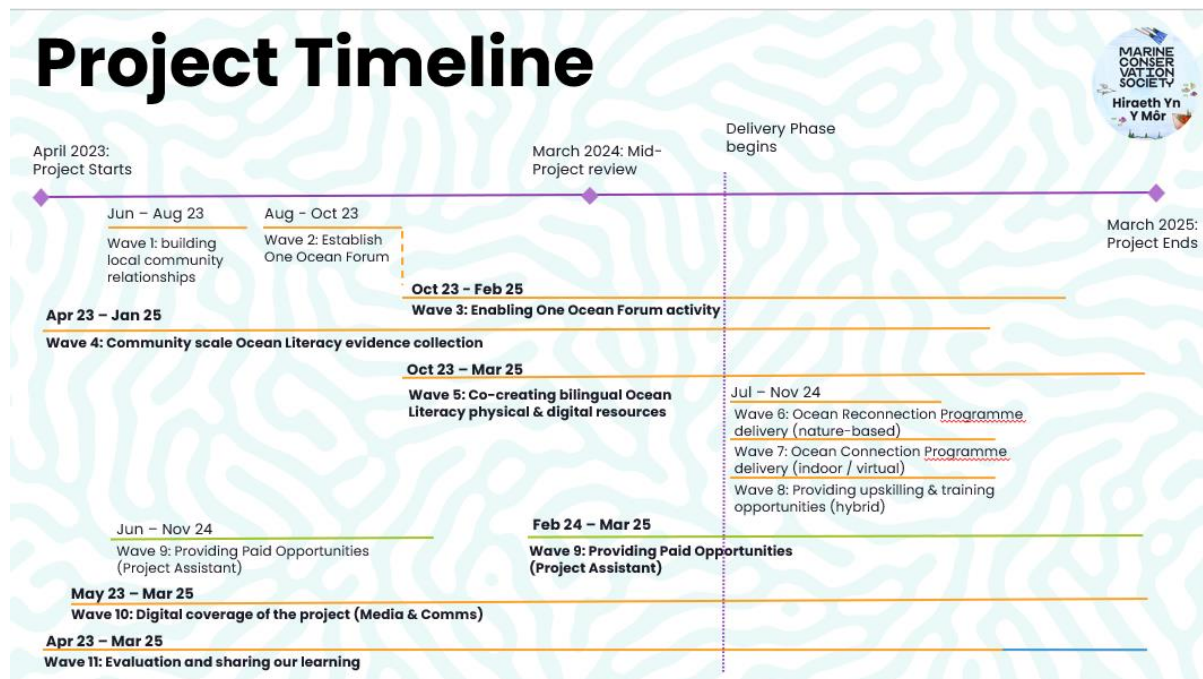 Project Timeline
MARINE
CONSER
VATION
SOCIETY
Hiraeth Yn
Y Môr
April 2023:
Project Starts
March 2024: Mid-
Project review
Delivery Phase
begins
March 2025:
Project Ends
Jun – Aug 23
Wave 1: building
local community
relationships
Aug - Oct 23
Wave 2: Establish
One Ocean Forum
Oct 23 - Feb 25
Wave 3: Enabling One Ocean Forum activity
Apr 23 – Jan 25
Wave 4: Community scale Ocean Literacy evidence collection
Oct 23 – Mar 25
Wave 5: Co-creating bilingual Ocean
Literacy physical & digital resources
Jul – Nov 24
Wave 6: Ocean Reconnection Programme
delivery (nature-based)
Wave 7: Ocean Connection Programme
delivery (indoor / virtual)
Wave 8: Providing upskilling & training
opportunities (hybrid)
Jun – Nov 24
Wave 9: Providing Paid Opportunities
(Project Assistant)
Feb 24 – Mar 25
Wave 9: Providing Paid Opportunities
(Project Assistant)
May 23 – Mar 25
Wave 10: Digital coverage of the project (Media & Comms)
Apr 23 – Mar 25
Wave 11: Evaluation and sharing our learning